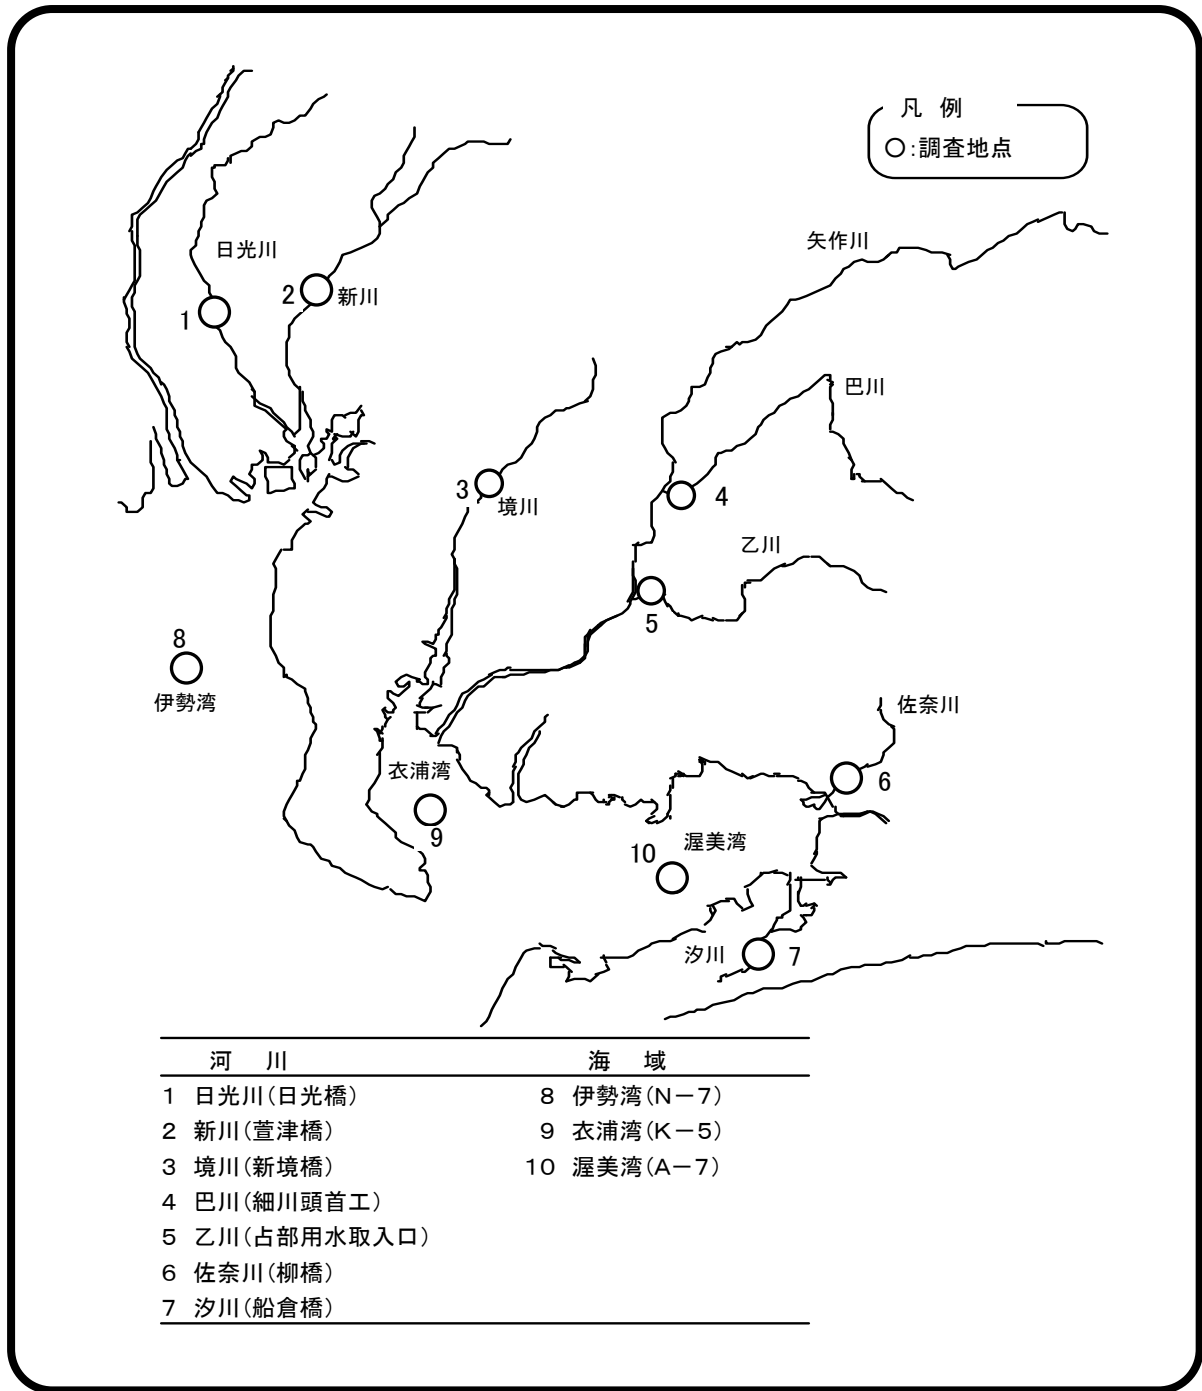 凡 例
○:調査地点
矢作川
日光川
2 新川
1
巴川
3 境川
4
乙川
5
8
伊勢湾
佐奈川
衣浦湾
6
9
渥美湾
10
汐川 7
河 川 海 域
1 日光川(日光橋) 8 伊勢湾(N-7)
2 新川(萱津橋) 9 衣浦湾(K-5)
3 境川(新境橋) 10 渥美湾(A-7)
4 巴川(細川頭首工)
5 乙川(占部用水取入口)
6 佐奈川(柳橋)
7 汐川(船倉橋)